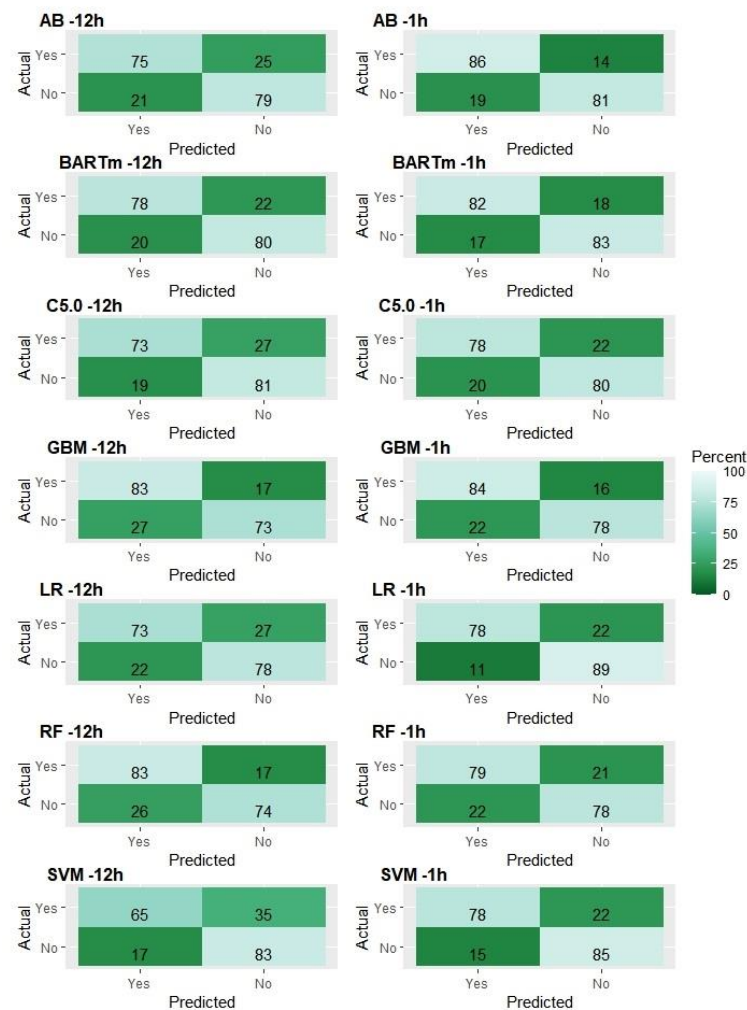 AB -12h AB -1h
Actual Yes 75 25 Actual Yes 86 14
No 21 79 No 19 81
Yes No Yes No
Predicted Predicted
BARTm -12h BARTm -1h
Actual Yes 78 22 Actual Yes 82 18
No 20 80 No 17 83
Yes No Yes No
Predicted Predicted
C5.0 -12h C5.0 -1h
Actual Yes 73 27 Actual Yes 78 22
No 19 81 No 20 80
Yes No Yes No
Predicted Predicted
GBM -12h GBM -1h
Actual Yes 83 17 Actual Yes 84 16
No 27 73 No 22 78
Yes No Yes No
Predicted Predicted
Percent
100
75
50
25
0
LR -12h LR -1h
Actual Yes 73 27 Actual Yes 78 22
No 22 78 No 11 89
Yes No Yes No
Predicted Predicted
RF -12h RF -1h
Actual Yes 83 17 Actual Yes 79 21
No 26 74 No 22 78
Yes No Yes No
Predicted Predicted
SVM -12h SVM -1h
Actual Yes 65 35 Actual Yes 78 22
No 17 83 No 15 85
Yes No Yes No
Predicted Predicted